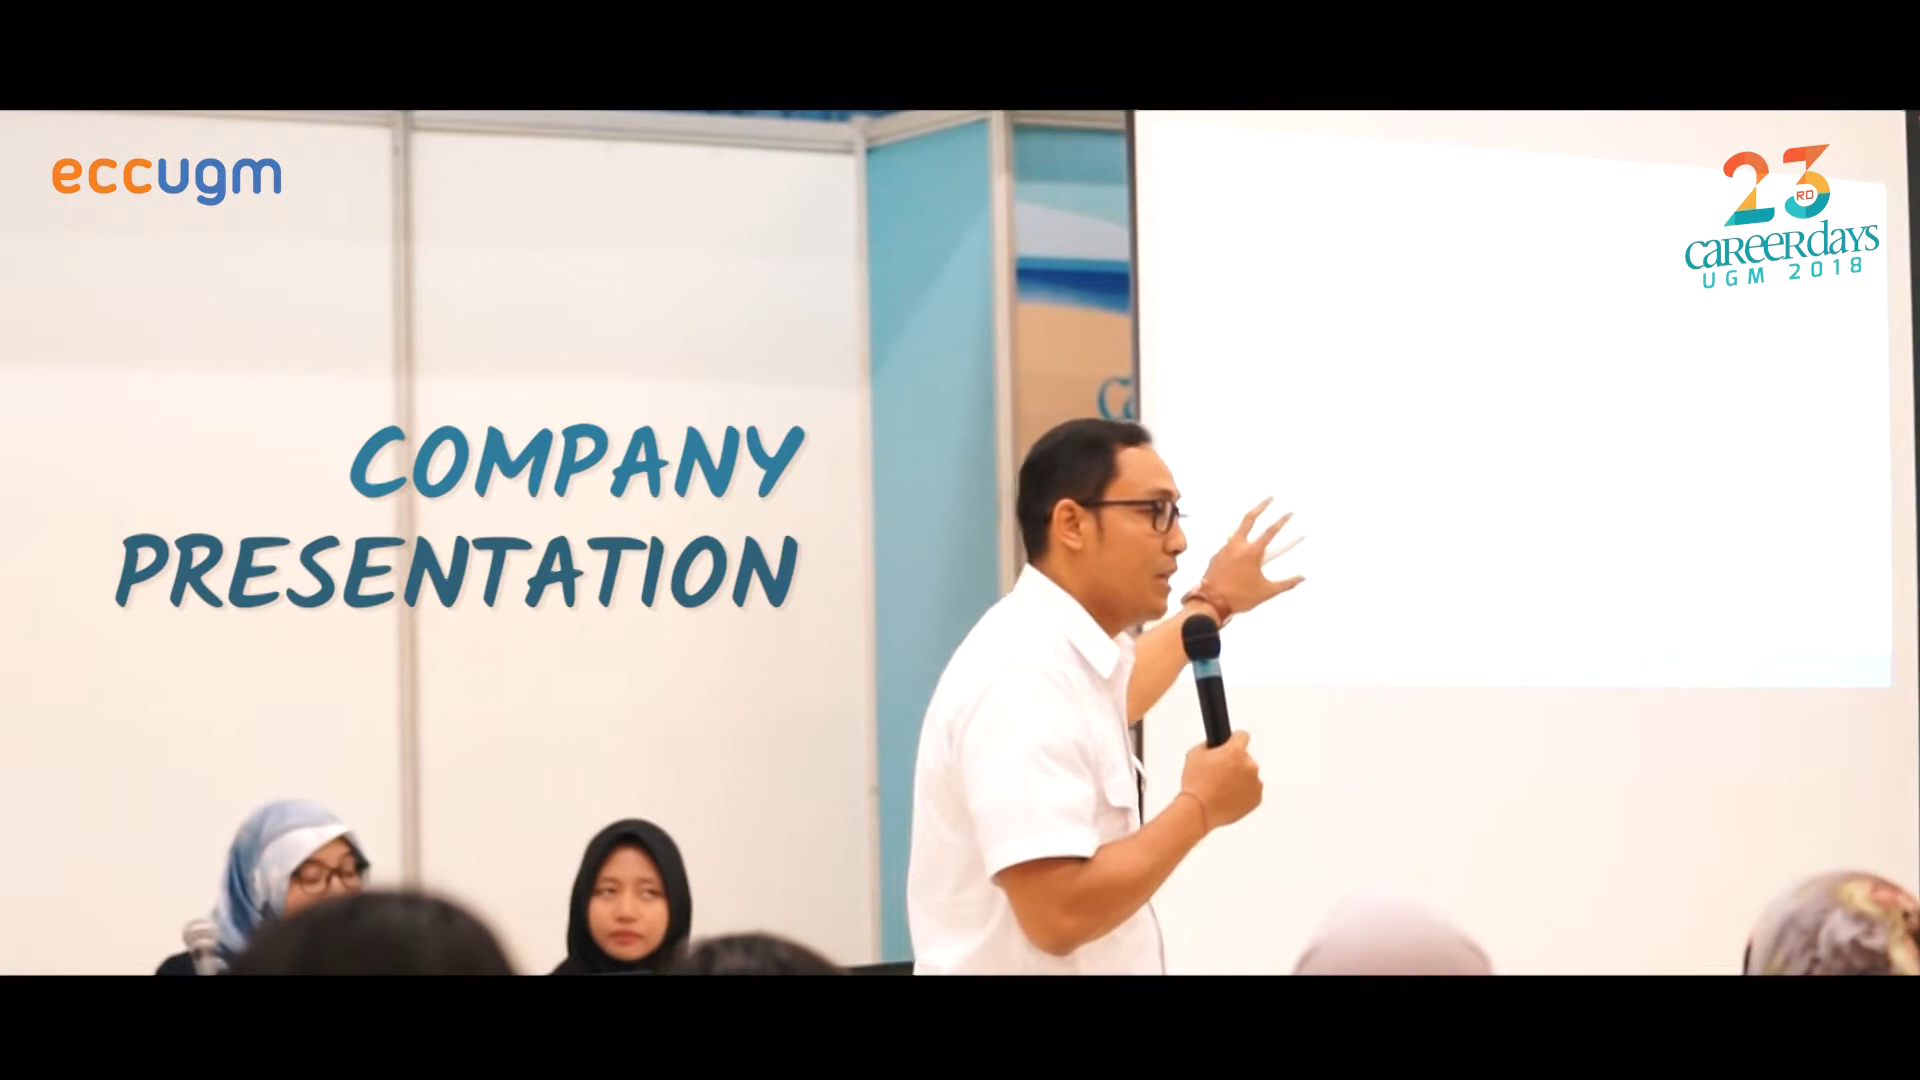 eccugm
23
RD
careerdays
UGM 2018
COMPANY
PRESENTATION